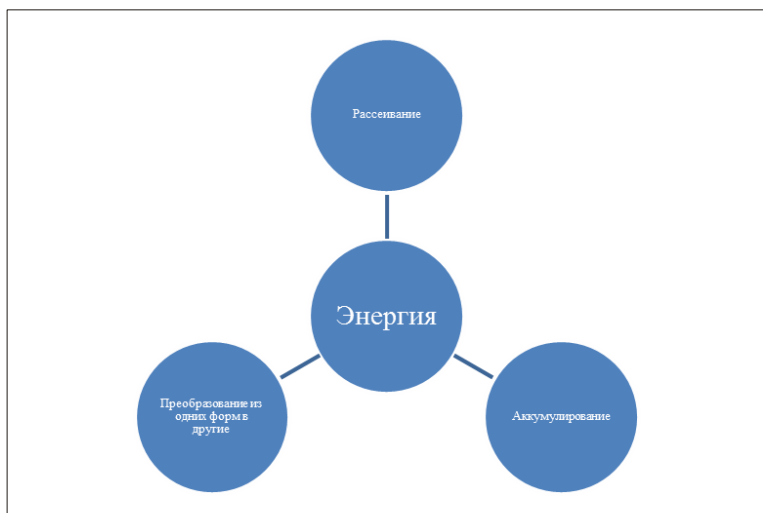 Рассеивание
Энергия
Преобразование из
одних форм в
другие
Аккумулирование